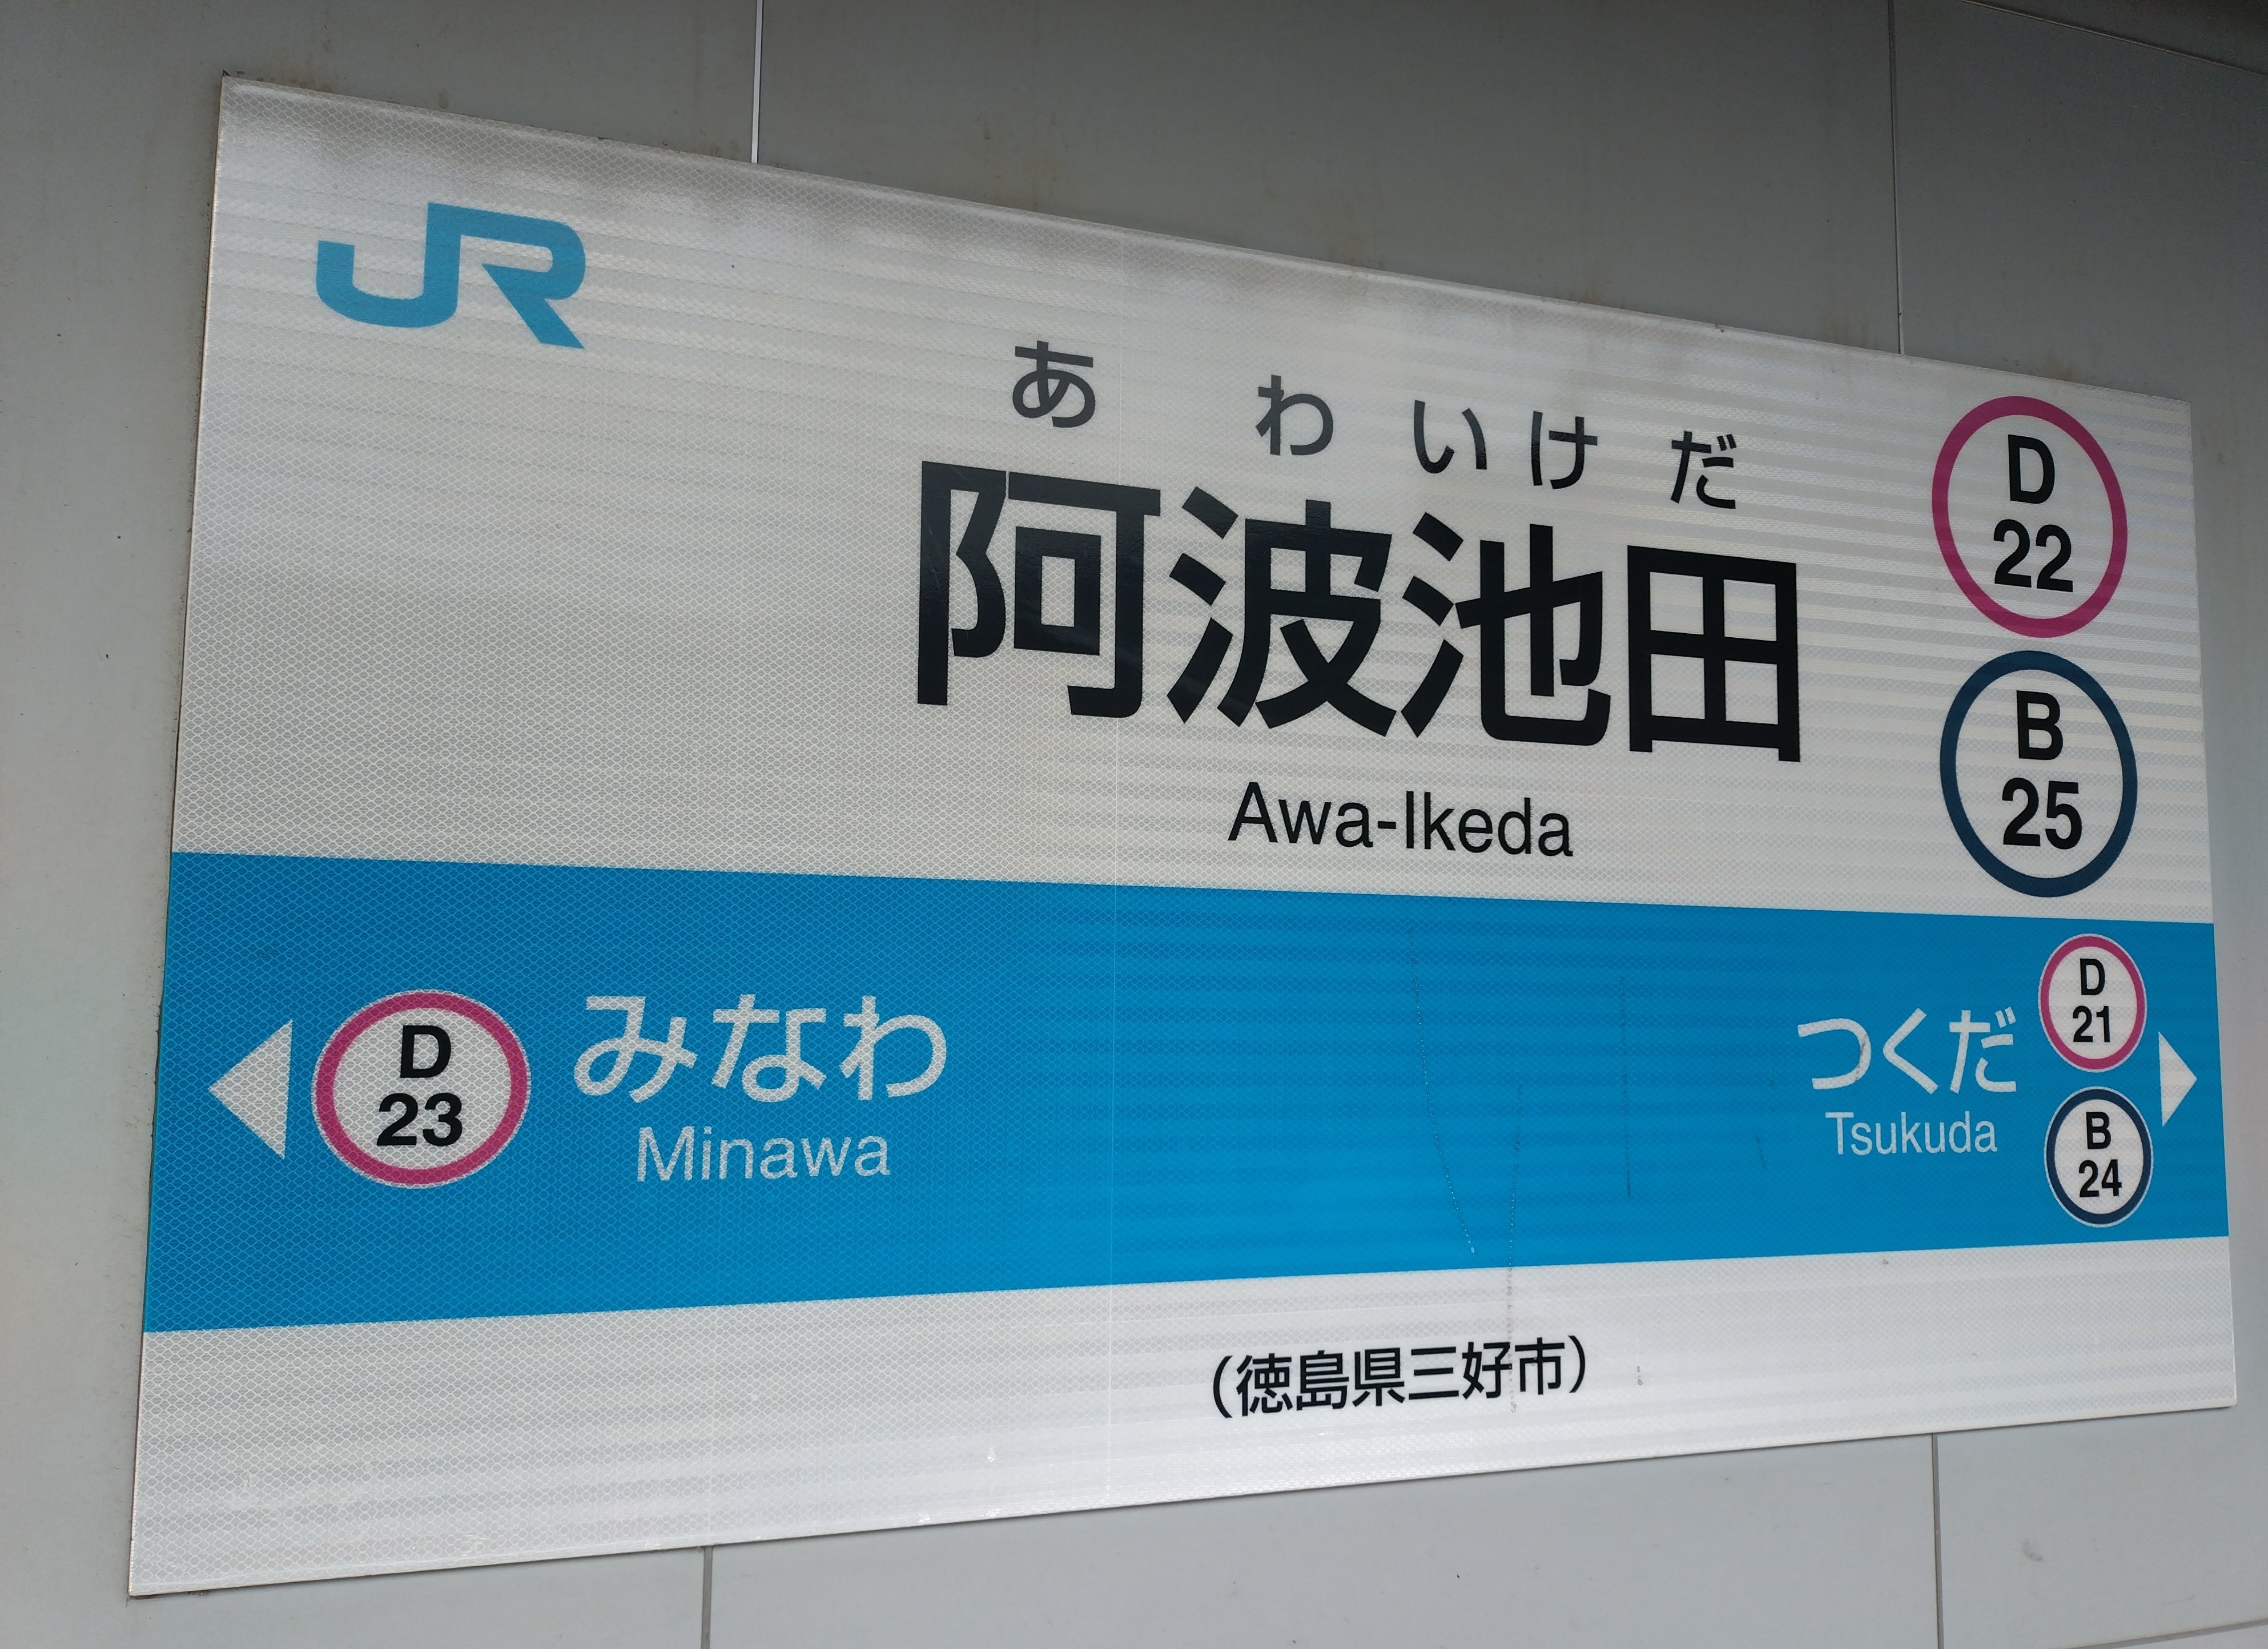 JR
あわいけだ
阿波池田
Awa-Ikeda
D
22
B
25
D
23
みなわ
Minawa
つくだ
Tsukuda
D
21
B
24
(徳島県三好市)